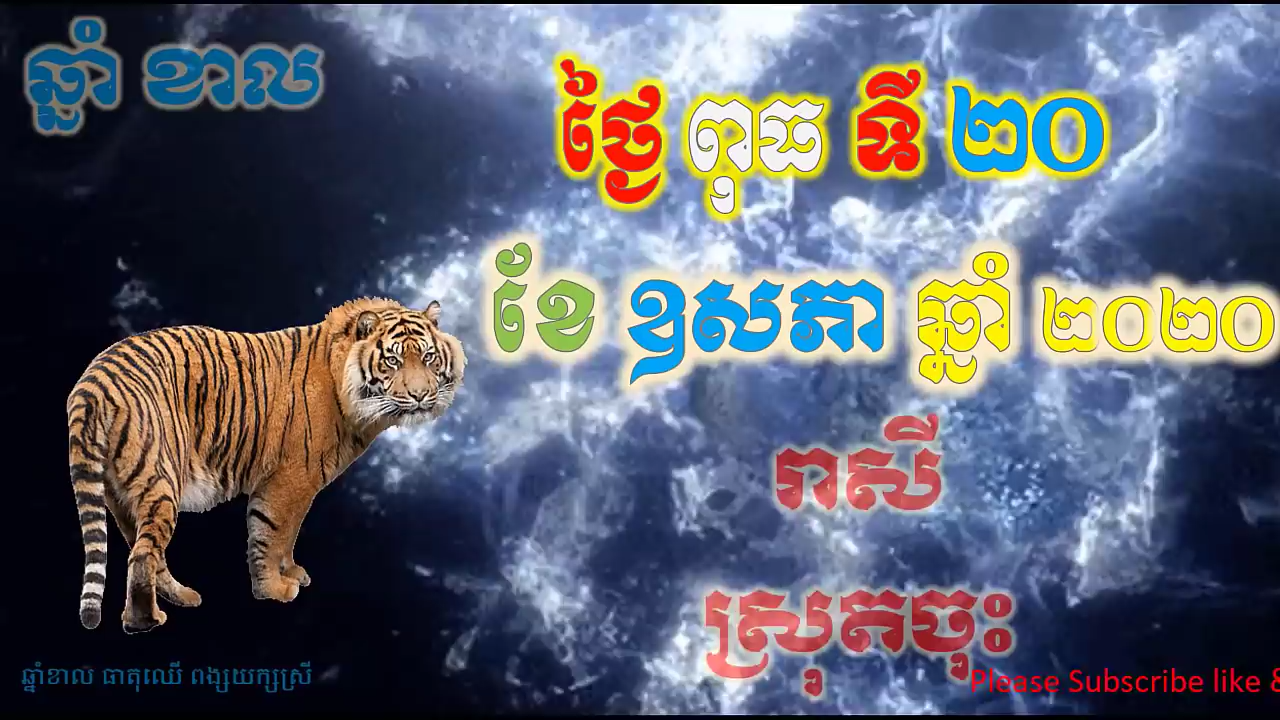 ឆ្នាំ ខាល
ថ្ងៃ ពុធ ទី ២០
ខែ ឧសភា ឆ្នាំ ២០២០
រាសី
ស្រុតចុះ
ឆ្នាំខាល ធាតុឈើ ពង្សយក្សស្រី
Please Subscribe like &